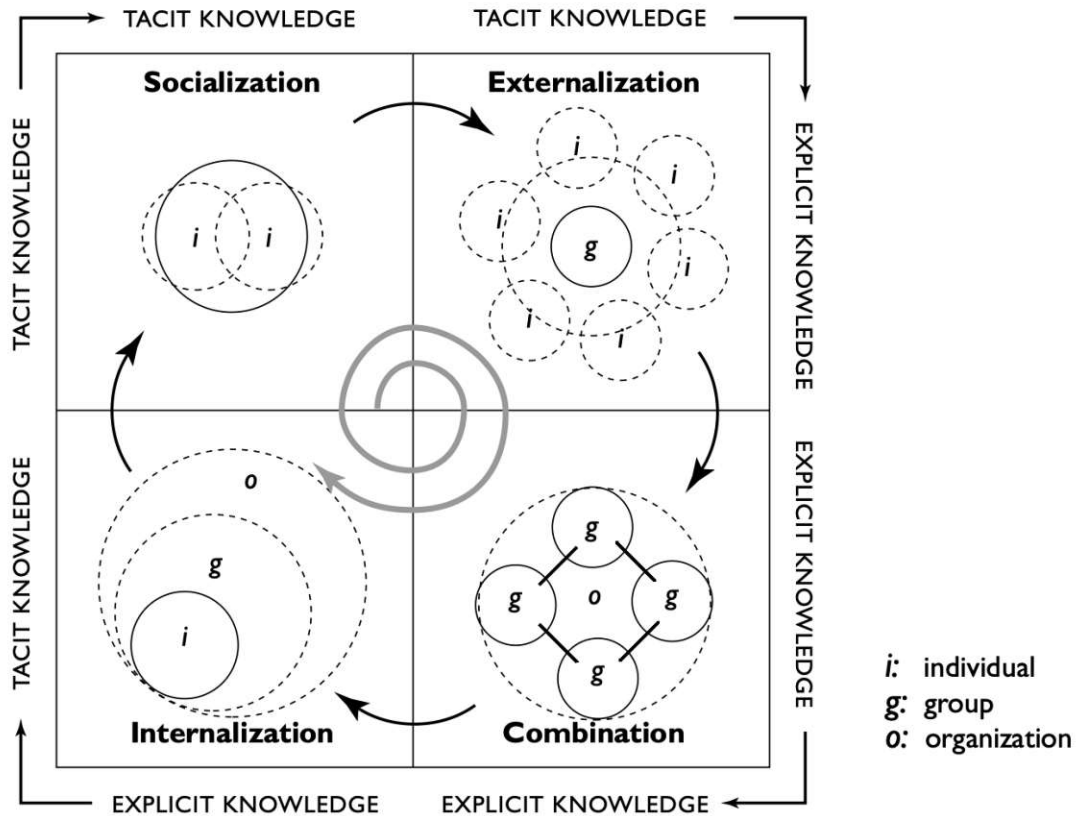 TACIT KNOWLEDGE
TACIT KNOWLEDGE
TACIT KNOWLEDGE
Socialization
i
i
Externalization
i
i
i
g
i
i
i
EXPLICIT KNOWLEDGE
TACIT KNOWLEDGE
o
g
i
Internalization
g
g
o
g
g
Combination
EXPLICIT KNOWLEDGE
EXPLICIT KNOWLEDGE
EXPLICIT KNOWLEDGE
i: individual
g: group
o: organization